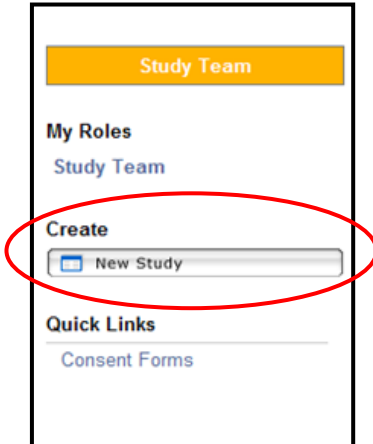 Study Team
My Roles
Study Team
Create
New Study
Quick Links
Consent Forms